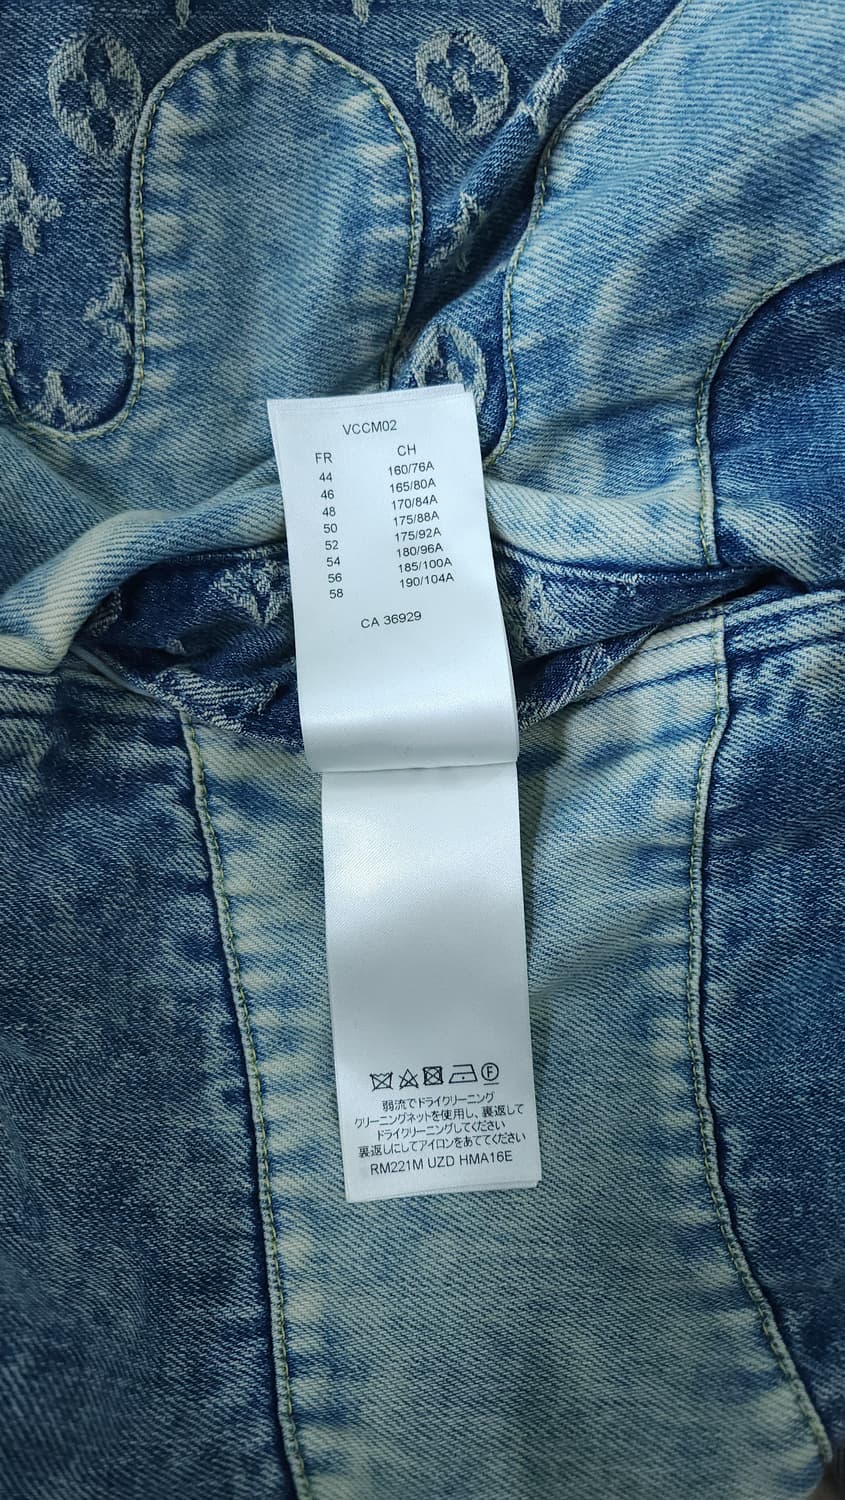 VCCM02
FR CH
44 160/76A
46 165/80A
48 170/84A
50 175/88A
52 175/92A
54 180/96A
56 185/100A
58 190/104A
CA 36929
F
弱流でドライクリーニング
クリーニングネットを使用し、裏返して
ドライクリーニングしてください
裏返しにしてアイロンをあててください
RM221M UZD HMA16E